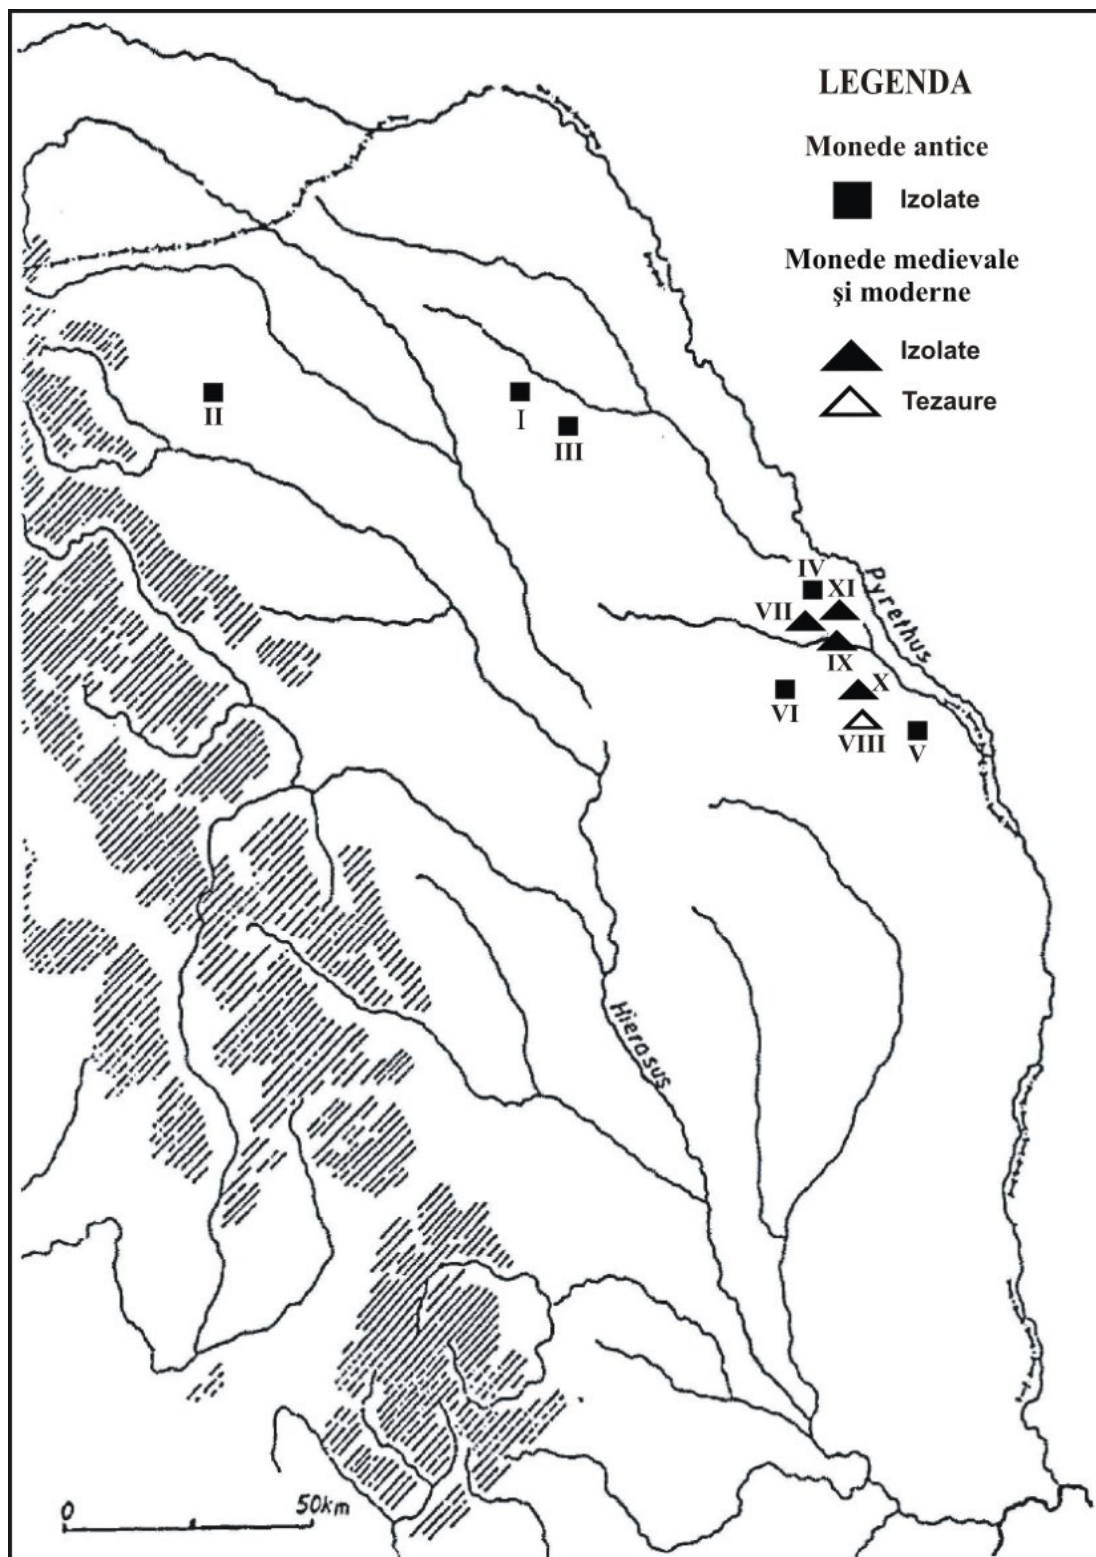 LEGENDA
Monede antice
Izolate
Monede medievale
şi moderne
Izolate
Tezaure
II
I
III
IV
XI
VII
IX
X
VI
VIII
V
Pyrethus
Hierasus
0
50km